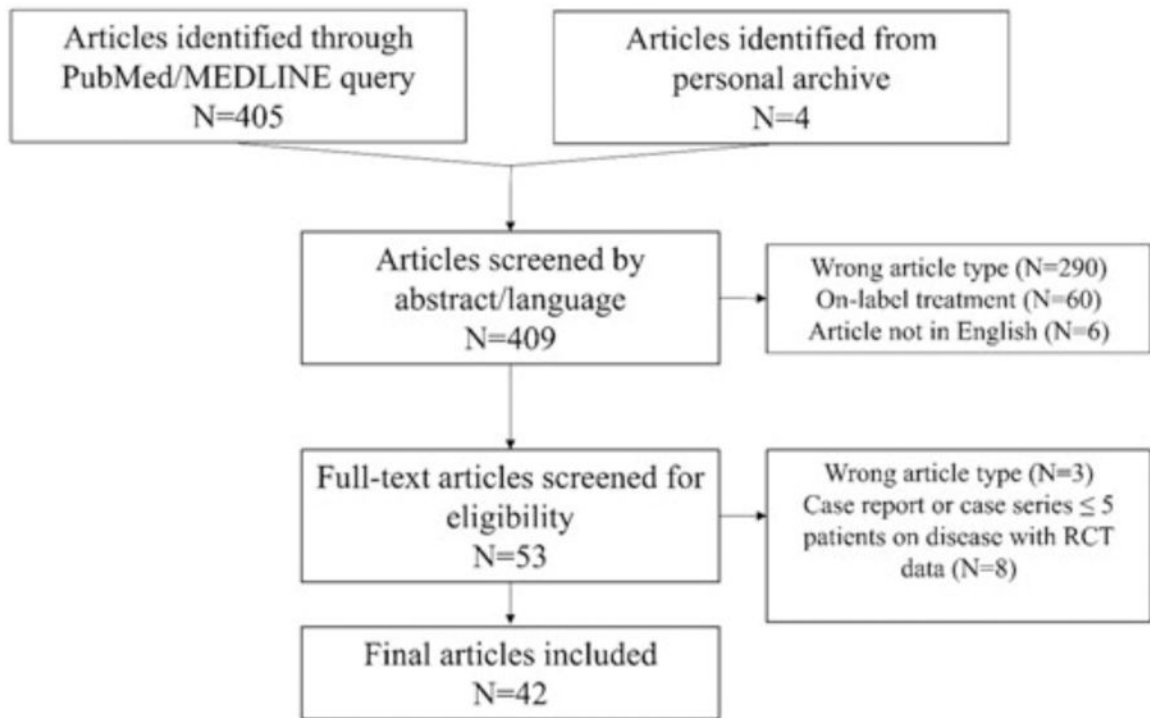 Articles identified through
PubMed/MEDLINE query
N=405
Articles identified from
personal archive
N=4
Articles screened by
abstract/language
N=409
Wrong article type (N=290)
On-label treatment (N=60)
Article not in English (N=6)
Full-text articles screened for
eligibility
N=53
Wrong article type (N=3)
Case report or case series ≤ 5
patients on disease with RCT
data (N=8)
Final articles included
N=42